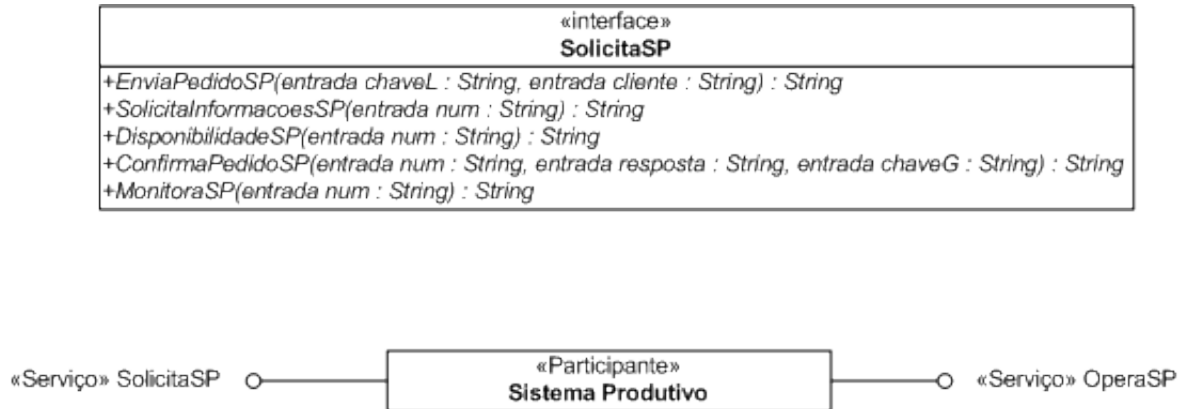 «interface»
SolicitaSP
+EnviaPedidoSP(entrada chaveL : String, entrada cliente : String) : String
+SolicitaInformacoesSP(entrada num : String) : String
+DisponibilidadeSP(entrada num : String) : String
+ConfirmaPedidoSP(entrada num : String, entrada resposta : String, entrada chaveG : String) : String
+MonitoraSP(entrada num : String) : String
«Serviço» SolicitaSP
«Participante»
Sistema Produtivo
«Serviço» OperaSP